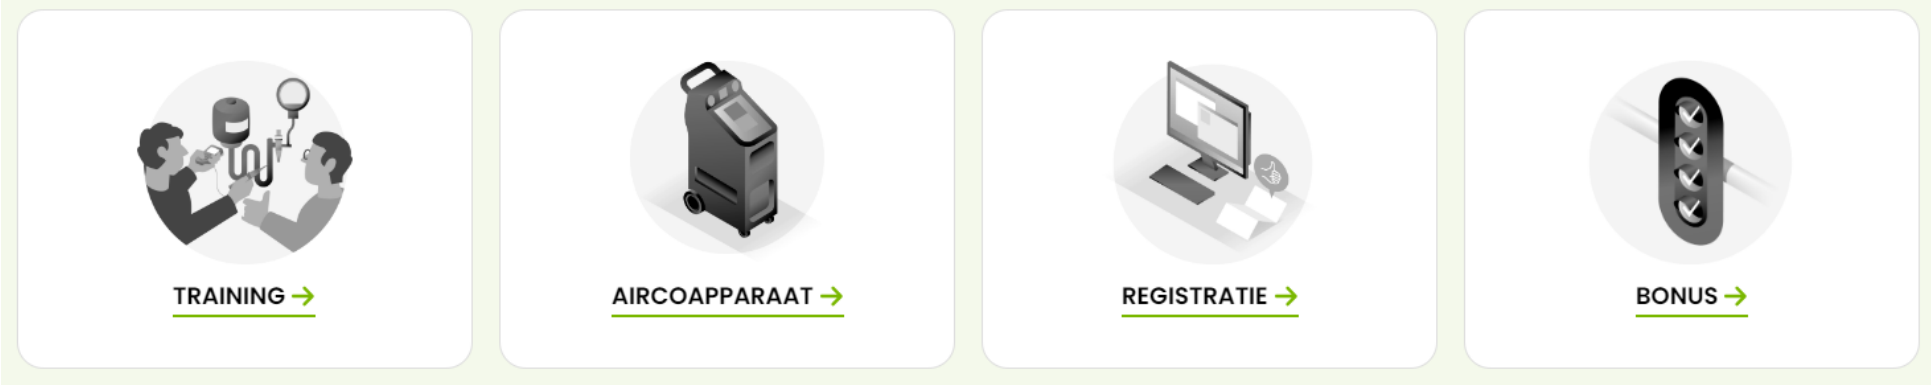 TRAINING →
AIRCOAPPARAAT →
REGISTRATIE →
BONUS →